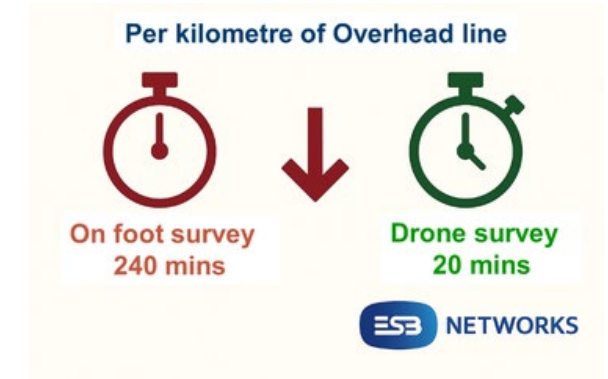 Per kilometre of Overhead line
On foot survey
240 mins
Drone survey
20 mins
ESB NETWORKS